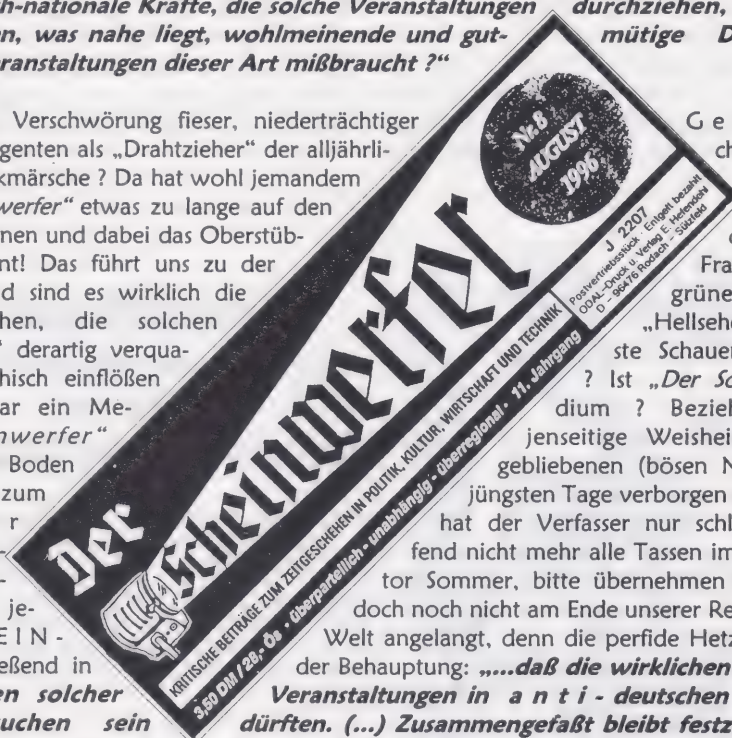 ch-nationale Kräfte, die solche Veranstaltungen durchziehen,
en, was nahe liegt, wohlmeinende und gut- mütige D
ranstaltungen dieser Art mißbraucht ?"
Verschwörung fieser, niederträchtiger Ge
genten als „Drahtzieher" der alljährli- ch
kmärsche ? Da hat wohl jemandem
werfer" etwas zu lange auf den
nen und dabei das Oberstüb-
nt! Das führt uns zu der Fra
d sind es wirklich die grüne
hen, die solchen „Hellsehe
" derartig verqua- ste Schauer
hisch einflößen ? Ist „Der Sc
ar ein Me- dium ? Bezieh
nwerfer" jenseitige Weishei
Boden gebliebenen (bösen N
zum jüngsten Tage verborgen
r hat der Verfasser nur schl
fend nicht mehr alle Tassen im
tor Sommer, bitte übernehmen
je- doch noch nicht am Ende unserer Re
EIN- Welt angelangt, denn die perfide Hetz
eßend in der Behauptung: „...daß die wirklichen
en solcher Veranstaltungen in a n t i - deutschen
uchen sein dürften. (...) Zusammengefaßt bleibt festz
Der
Scheinwerfer
Nr. 8
AUGUST
1996
J 2207
Postvertriebsstück - Entgelt bezahlt
ODAL-Druck u. Verlag E. Hefendehl
D - 96476 Rodach - Sülzfeld
KRITISCHE BEITRÄGE ZUM ZEITGESCHEHEN IN POLITIK, KULTUR, WIRTSCHAFT UND TECHNIK
3,50 DM / 28,- Ös · überparteilich - unabhängig - überregional · 11. Jahrgang